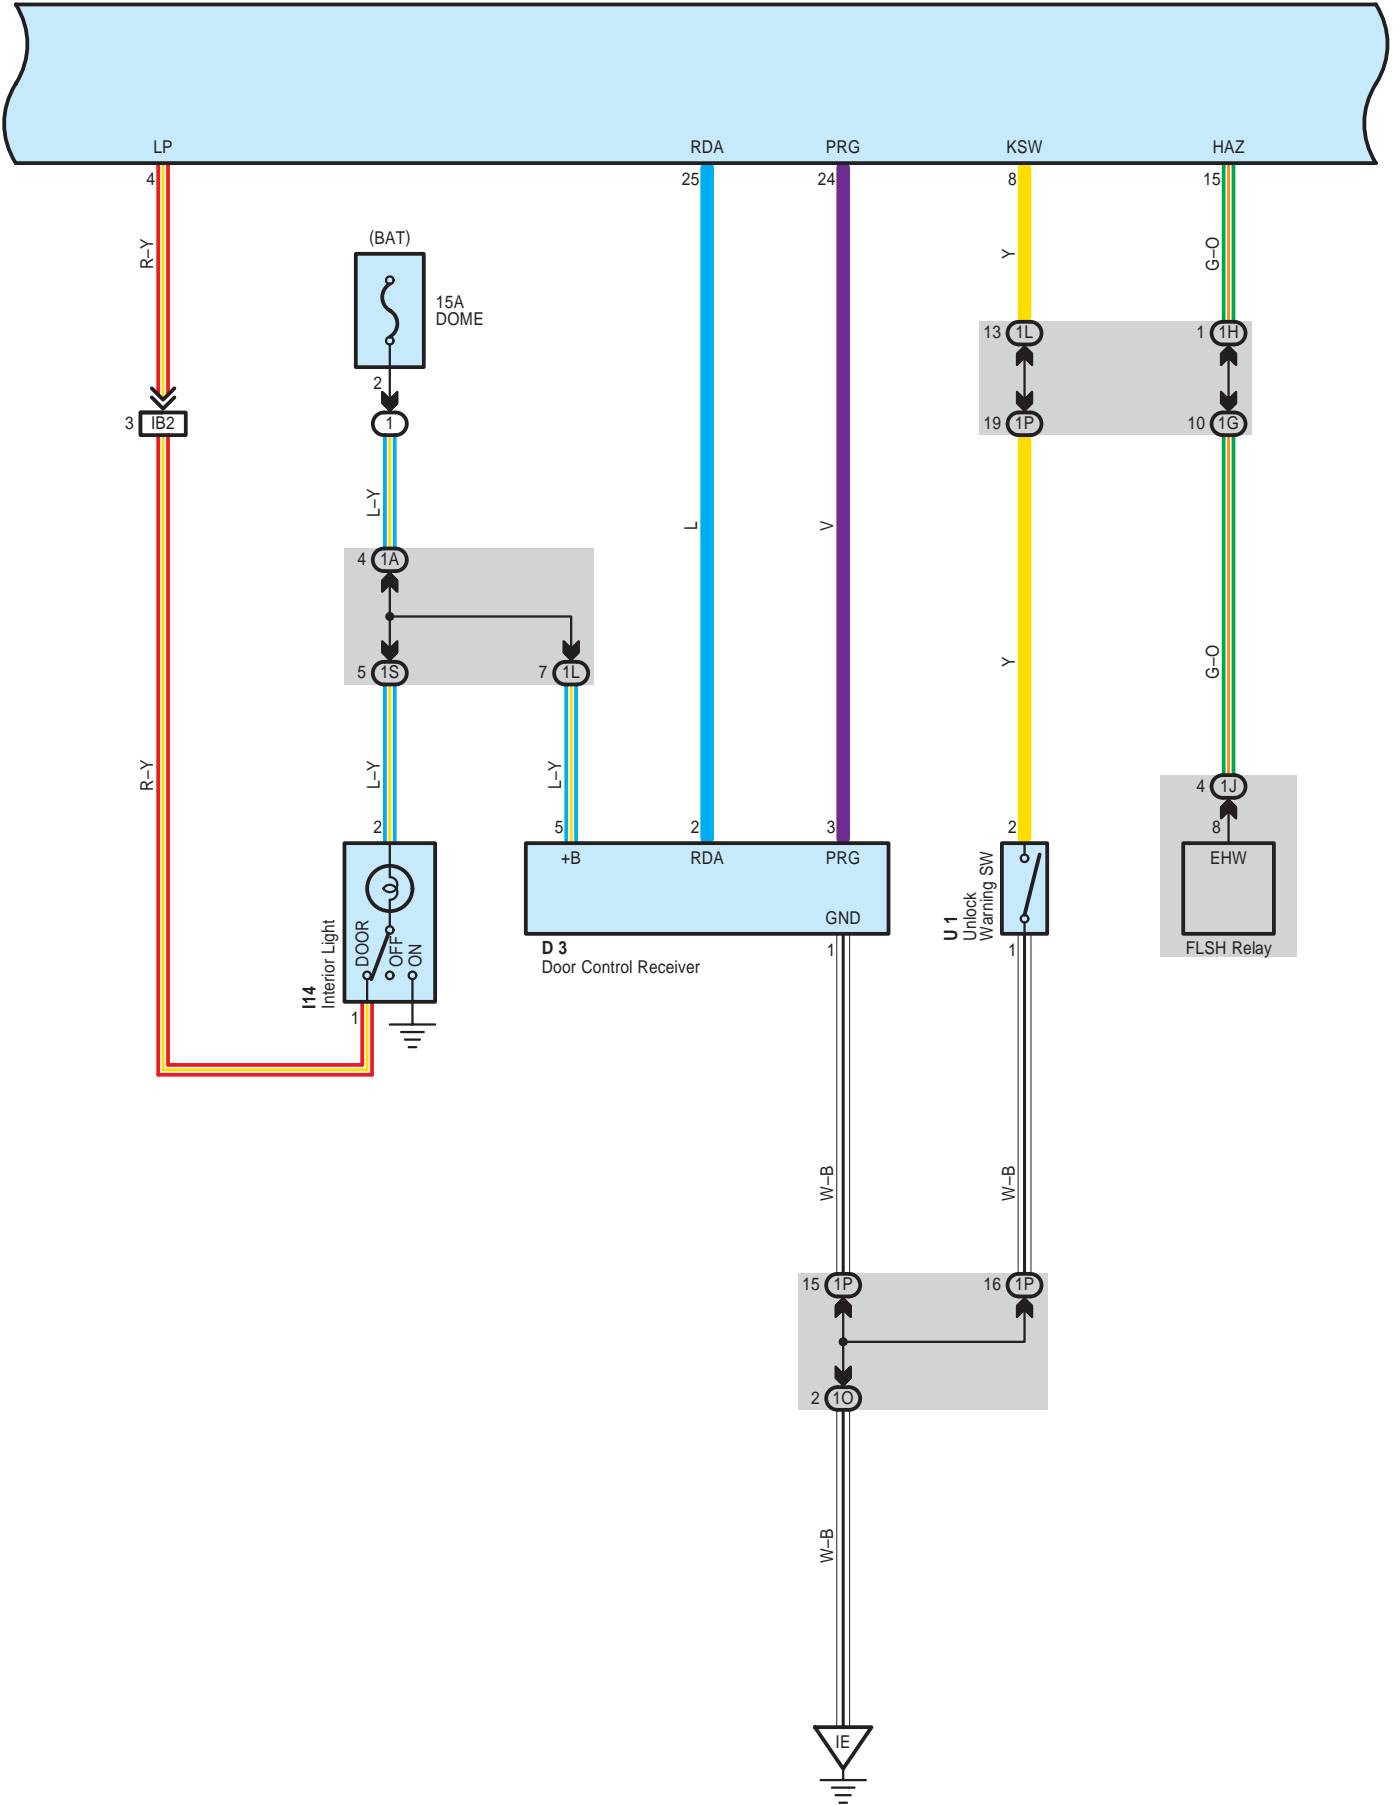 LP RDA PRG KSW HAZ
4 25 24 8 15
R–Y Y G–O
(BAT)
15A
DOME
13 1L 1 1H
2
3 IB2 1 19 1P 10 1G
L–Y L V
4 1A
5 1S 7 1L
Y G–O
R–Y L–Y L–Y
4 1J
2 5 2 3 2 8
+B RDA PRG EHW
GND
DOOR
OFF
ON
I14
Interior Light
D 3
Door Control Receiver
U 1
Unlock
Warning SW
FLSH Relay
1 1 1
W–B W–B
15 1P 16 1P
2 1O
W–B
IE